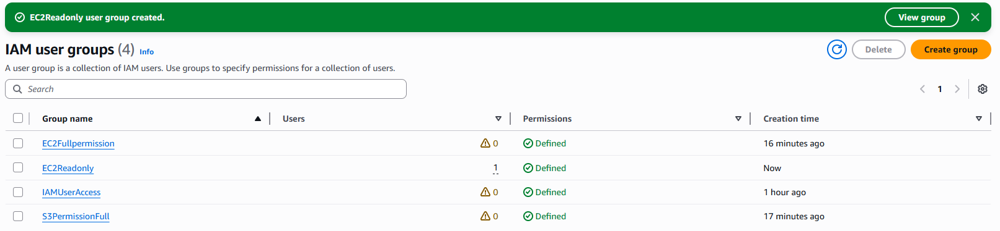 EC2Readonly user group created.
View group
IAM user groups (4) Info
Delete
Create group
A user group is a collection of IAM users. Use groups to specify permissions for a collection of users.
Search
1
Group name Users Permissions Creation time
EC2Fullpermission 0 Defined 16 minutes ago
EC2Readonly 1 Defined Now
IAMUserAccess 0 Defined 1 hour ago
S3PermissionFull 0 Defined 17 minutes ago